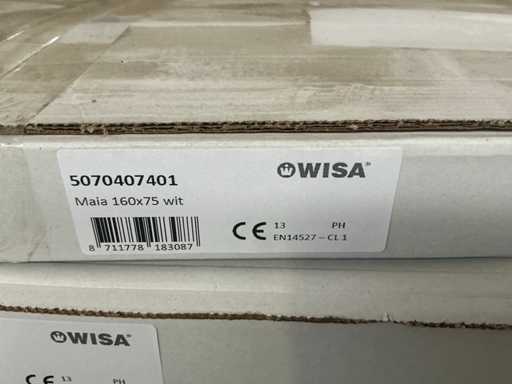 WISA®
5070407401
Maia 160x75 wit
CE 13 PH
EN14527 – CL 1
8 711778 183087
WISA®
CE 13 PH